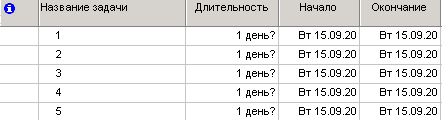 Название задачи Длительность Начало Окончание
1 1 день? Вт 15.09.20 Вт 15.09.20
2 1 день? Вт 15.09.20 Вт 15.09.20
3 1 день? Вт 15.09.20 Вт 15.09.20
4 1 день? Вт 15.09.20 Вт 15.09.20
5 1 день? Вт 15.09.20 Вт 15.09.20